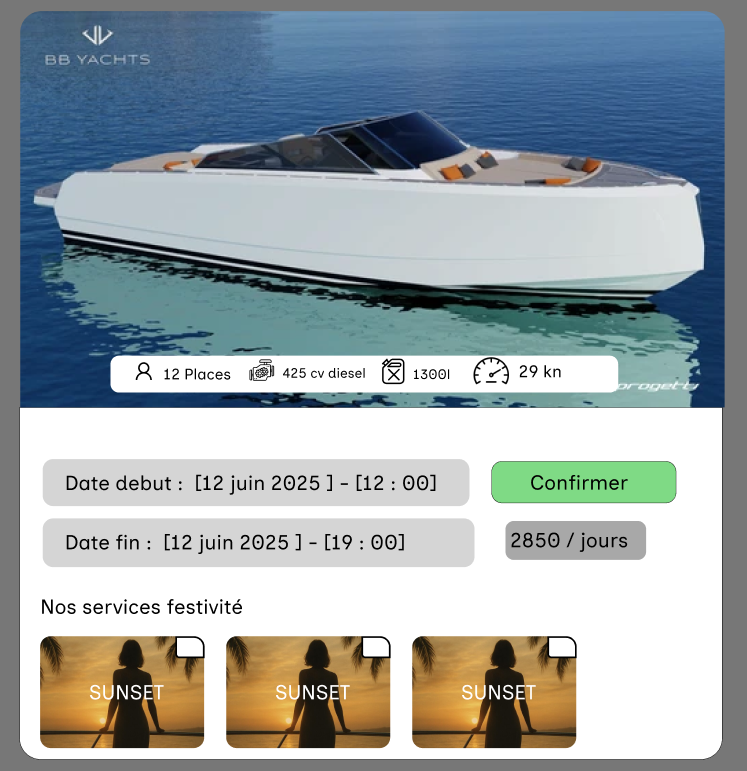 BB YACHTS
12 Places 425 cv diesel 1300l 29 kn
progetty
Date debut : [12 juin 2025 ] - [12 : 00]
Confirmer
Date fin : [12 juin 2025 ] - [19 : 00]
2850 / jours
Nos services festivité
SUNSET SUNSET SUNSET